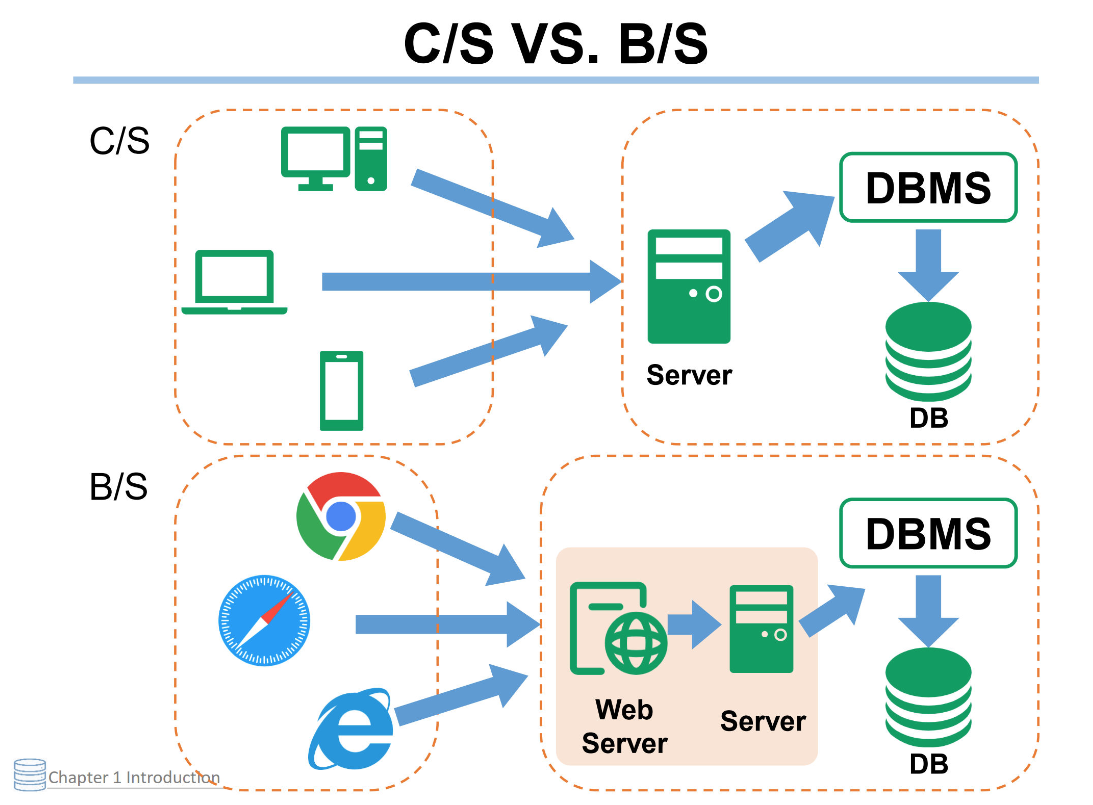 C/S VS. B/S
C/S
DBMS
Server
DB
B/S
DBMS
Web
Server
Server
DB
Chapter 1 Introduction